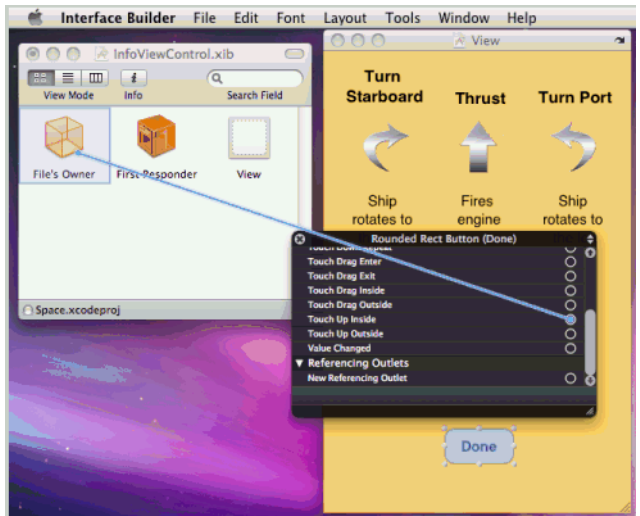 Interface Builder File Edit Font Layout Tools Window Help
InfoViewControl.xib
View Mode Info Search Field
File's Owner First Responder View
Space.xcodeproj
View
Turn Starboard
Thrust
Turn Port
Ship rotates to
Fires engine
Ship rotates to
Rounded Rect Button (Done)
Touch Down Repeat
Touch Drag Enter
Touch Drag Exit
Touch Drag Inside
Touch Drag Outside
Touch Up Inside
Touch Up Outside
Value Changed
Referencing Outlets
New Referencing Outlet
Done